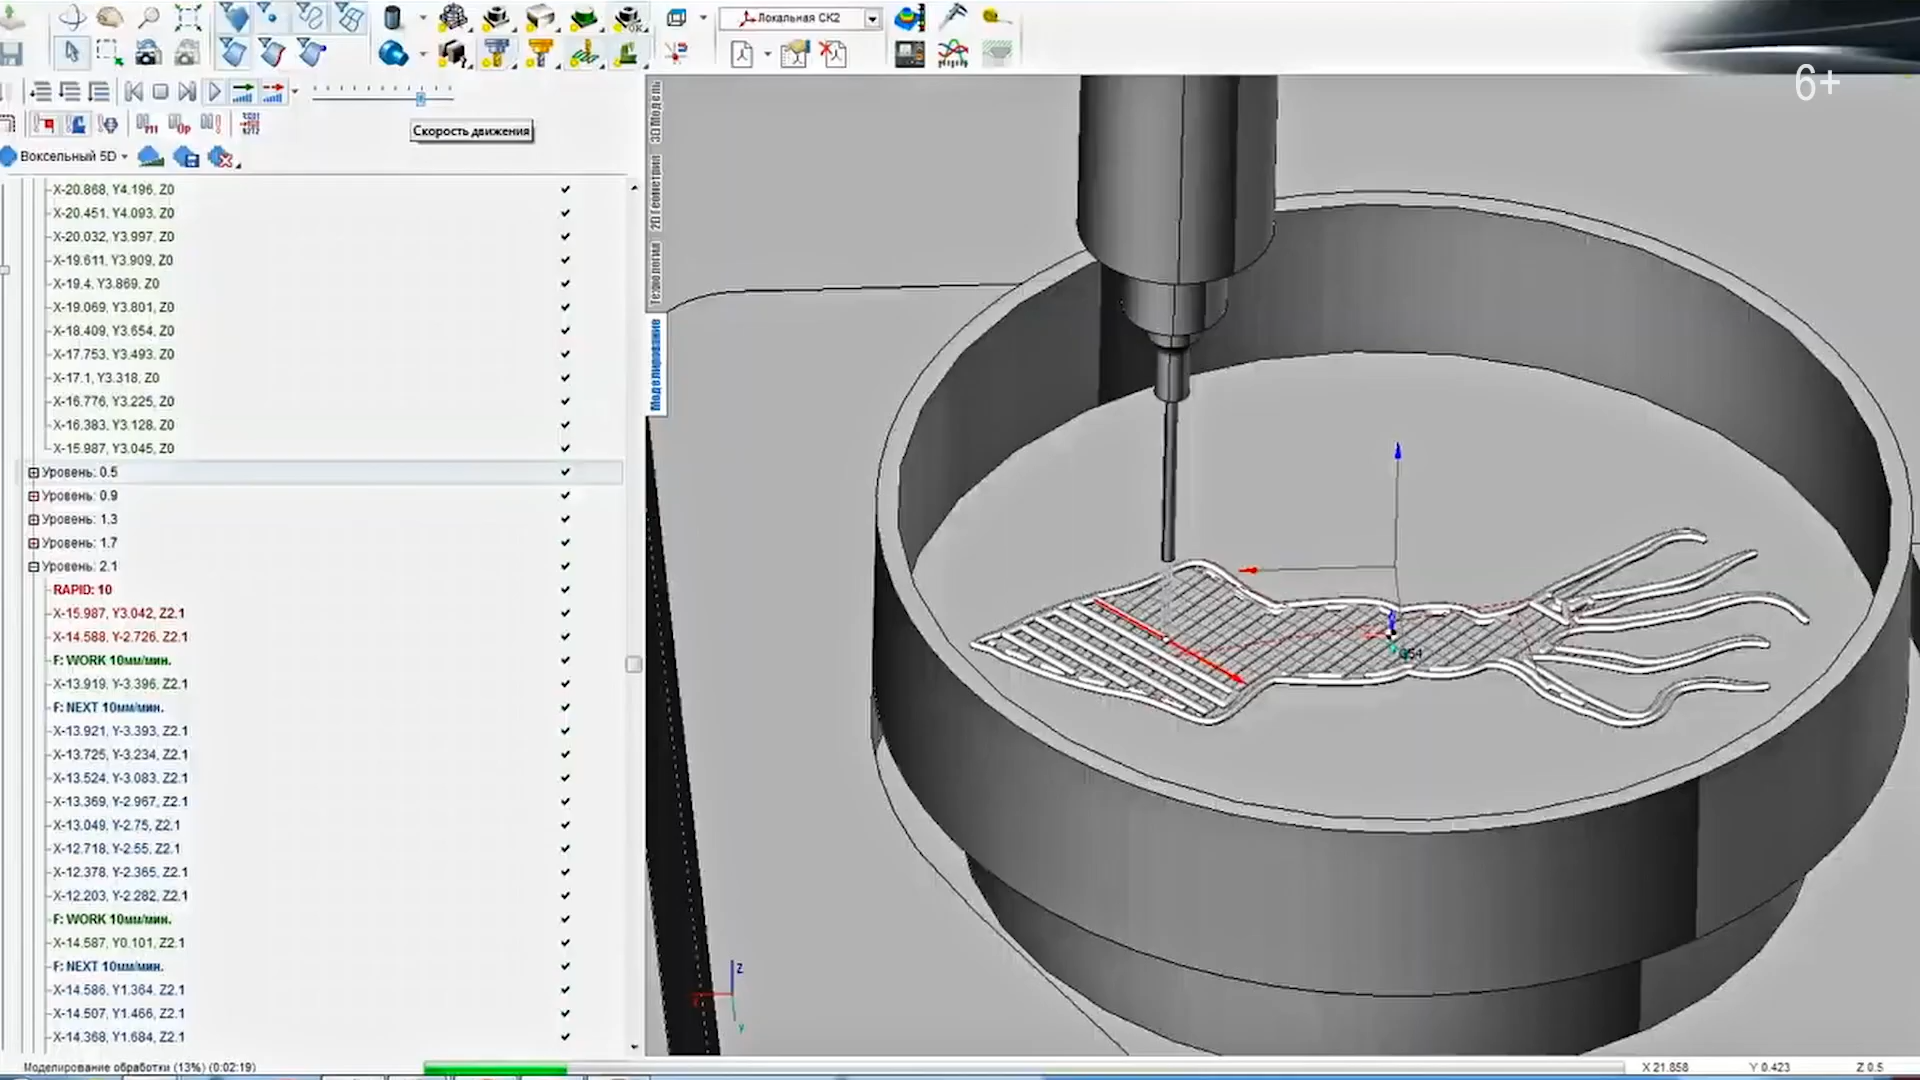 Локальная СК2
6+
Скорость движения
Воксельный 5D
X-20.868, Y4.196, Z0
X-20.451, Y4.093, Z0
X-20.032, Y3.997, Z0
X-19.611, Y3.909, Z0
X-19.4, Y3.869, Z0
X-19.069, Y3.801, Z0
X-18.409, Y3.654, Z0
X-17.753, Y3.493, Z0
X-17.1, Y3.318, Z0
X-16.776, Y3.225, Z0
X-16.383, Y3.128, Z0
X-15.987, Y3.045, Z0
Уровень: 0.5
Уровень: 0.9
Уровень: 1.3
Уровень: 1.7
Уровень: 2.1
RAPID: 10
X-15.987, Y3.042, Z2.1
X-14.588, Y-2.726, Z2.1
F: WORK 10мм/мин.
X-13.919, Y-3.396, Z2.1
F: NEXT 10мм/мин.
X-13.921, Y-3.393, Z2.1
X-13.725, Y-3.234, Z2.1
X-13.524, Y-3.083, Z2.1
X-13.369, Y-2.967, Z2.1
X-13.049, Y-2.75, Z2.1
X-12.718, Y-2.55, Z2.1
X-12.378, Y-2.365, Z2.1
X-12.203, Y-2.282, Z2.1
F: WORK 10мм/мин.
X-14.587, Y0.101, Z2.1
F: NEXT 10мм/мин.
X-14.586, Y1.364, Z2.1
X-14.507, Y1.466, Z2.1
X-14.368, Y1.684, Z2.1
3D Модель
2D Геометрия
Технология
Моделирование
G54
Z
Y
Моделирование обработки (13%) (0:02:19)
X 21.858 Y 0.423 Z 0.5